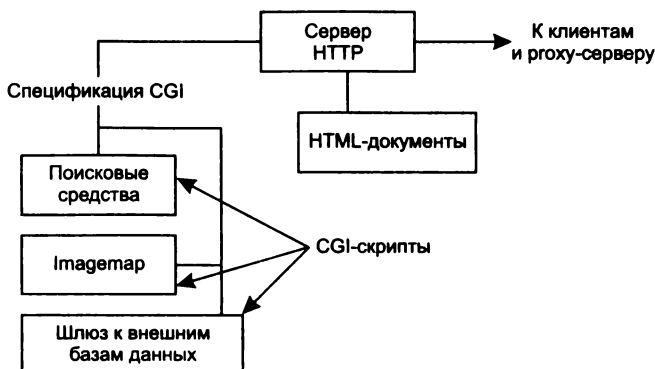 Сервер
HTTP
К клиентам
и proxy-серверу
Спецификация CGI
HTML-документы
Поисковые
средства
CGI-скрипты
Imagemap
Шлюз к внешним
базам данных